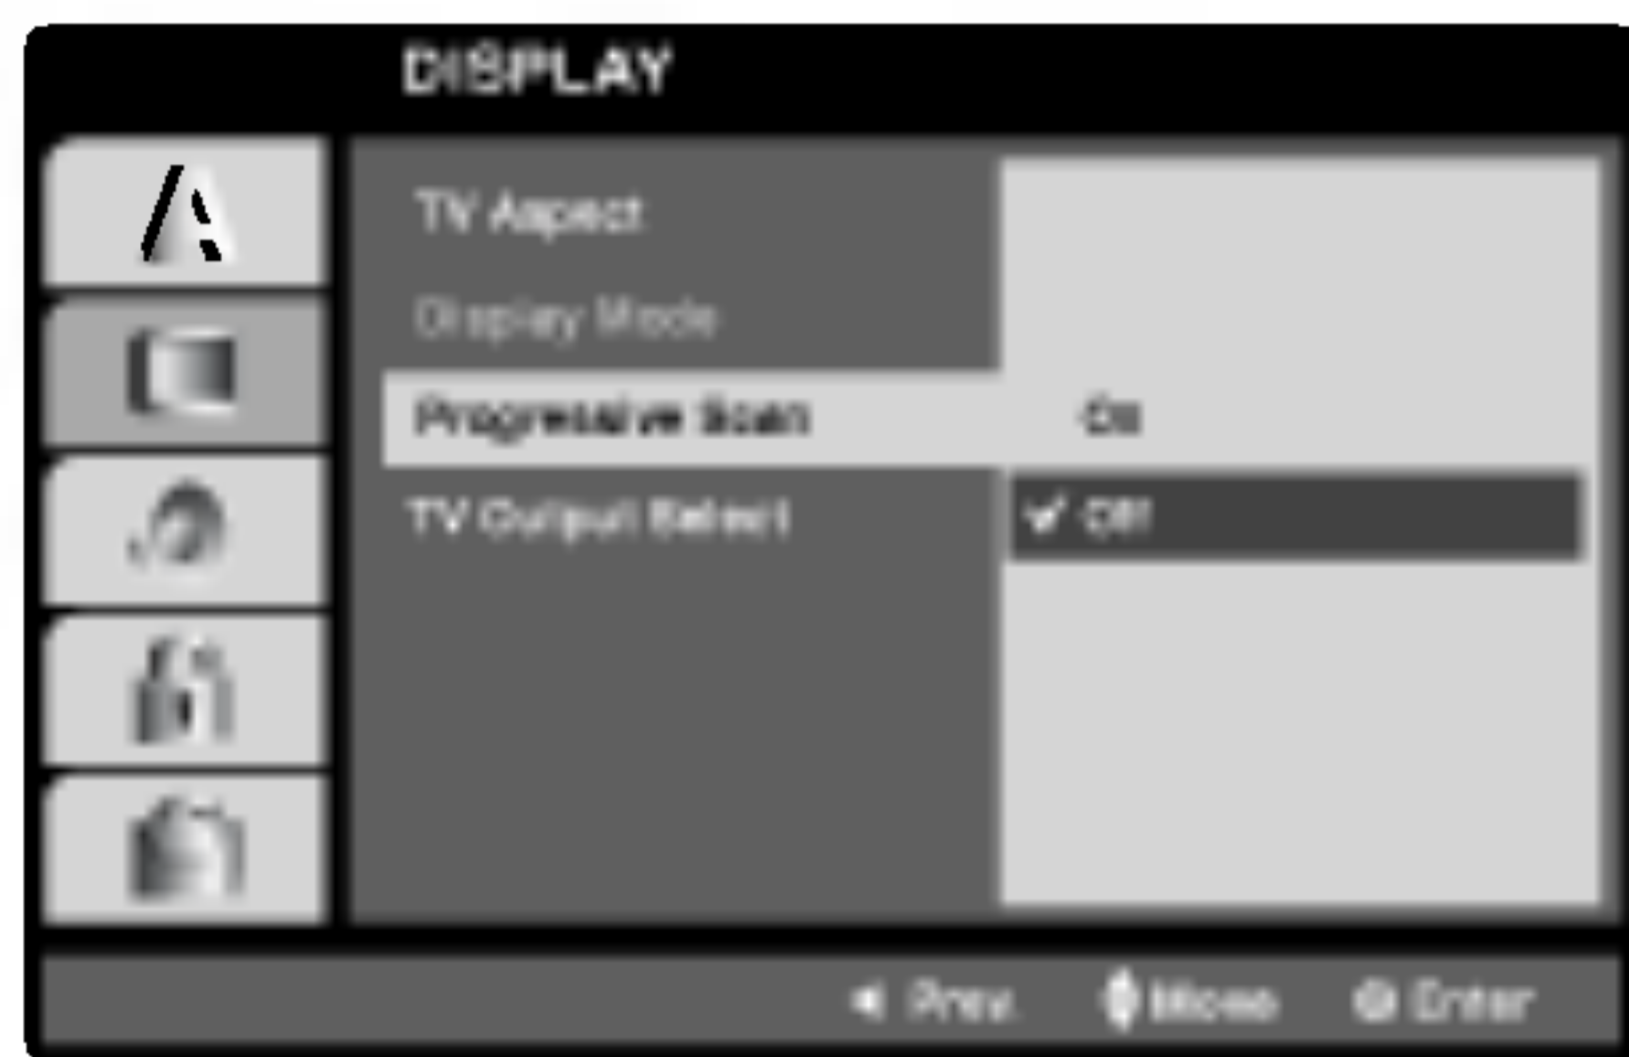 DISPLAY
TV Aspect
Display Mode
Progressive Scan On
TV Output Select ✔ Off
◄ Prev. Move Enter